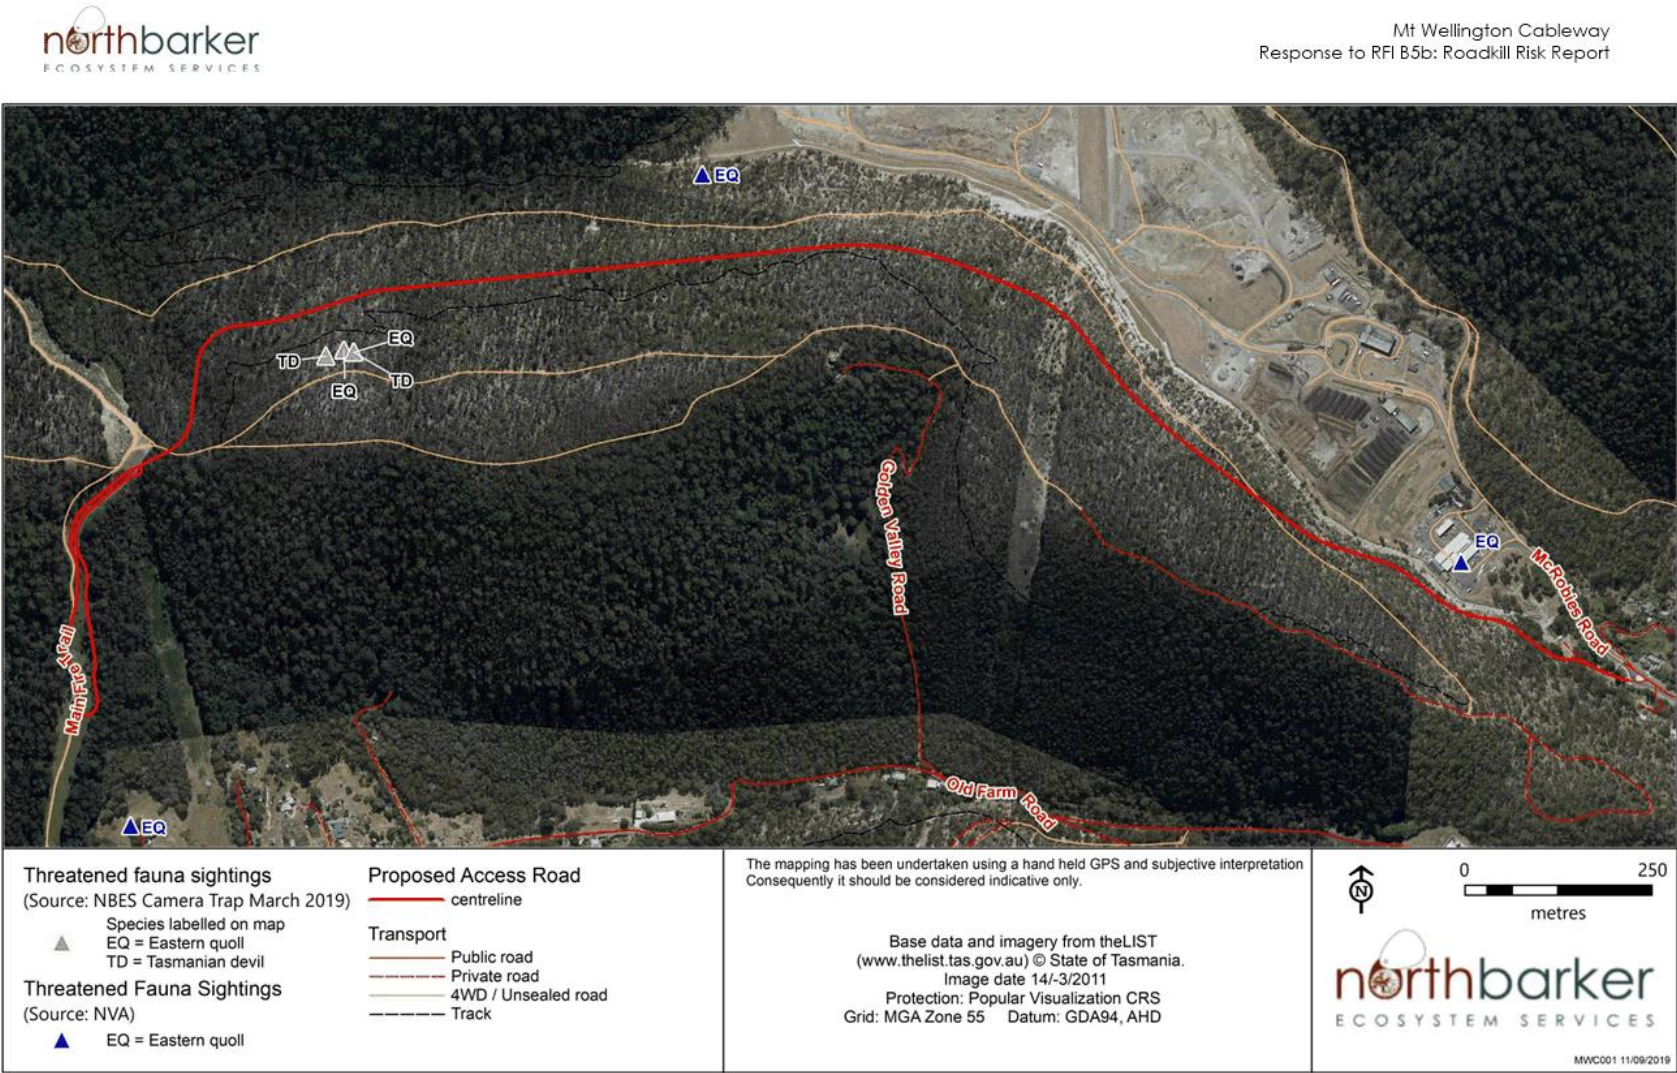 northbarker
ECOSYSTEM SERVICES
Mt Wellington Cableway
Response to RFI B5b: Roadkill Risk Report
EQ
EQ
TD
TD
EQ
Golden Valley Road
EQ
McRobies Road
Main Fire Trail
Old Farm Road
EQ
Threatened fauna sightings
(Source: NBES Camera Trap March 2019)
Species labelled on map
EQ = Eastern quoll
TD = Tasmanian devil
Threatened Fauna Sightings
(Source: NVA)
EQ = Eastern quoll
Proposed Access Road
centreline
Transport
Public road
Private road
4WD / Unsealed road
Track
The mapping has been undertaken using a hand held GPS and subjective interpretation
Consequently it should be considered indicative only.
Base data and imagery from theLIST
(www.thelist.tas.gov.au) © State of Tasmania.
Image date 14/-3/2011
Protection: Popular Visualization CRS
Grid: MGA Zone 55 Datum: GDA94, AHD
N
0 250
metres
northbarker
ECOSYSTEM SERVICES
MWC001 11/09/2019